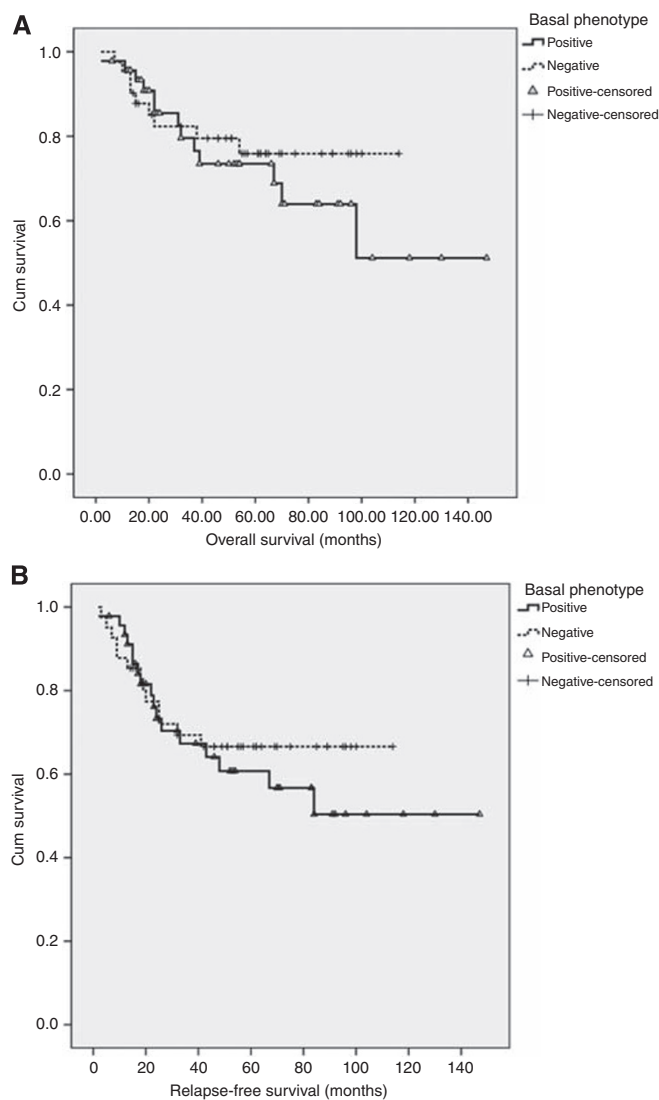 A
Basal phenotype
Positive
Negative
Positive-censored
Negative-censored
1.0
0.8
0.6
0.4
0.2
0.0
Cum survival
0.00 20.00 40.00 60.00 80.00 100.00 120.00 140.00
Overall survival (months)
B
Basal phenotype
Positive
Negative
Positive-censored
Negative-censored
1.0
0.8
0.6
0.4
0.2
0.0
Cum survival
0 20 40 60 80 100 120 140
Relapse-free survival (months)